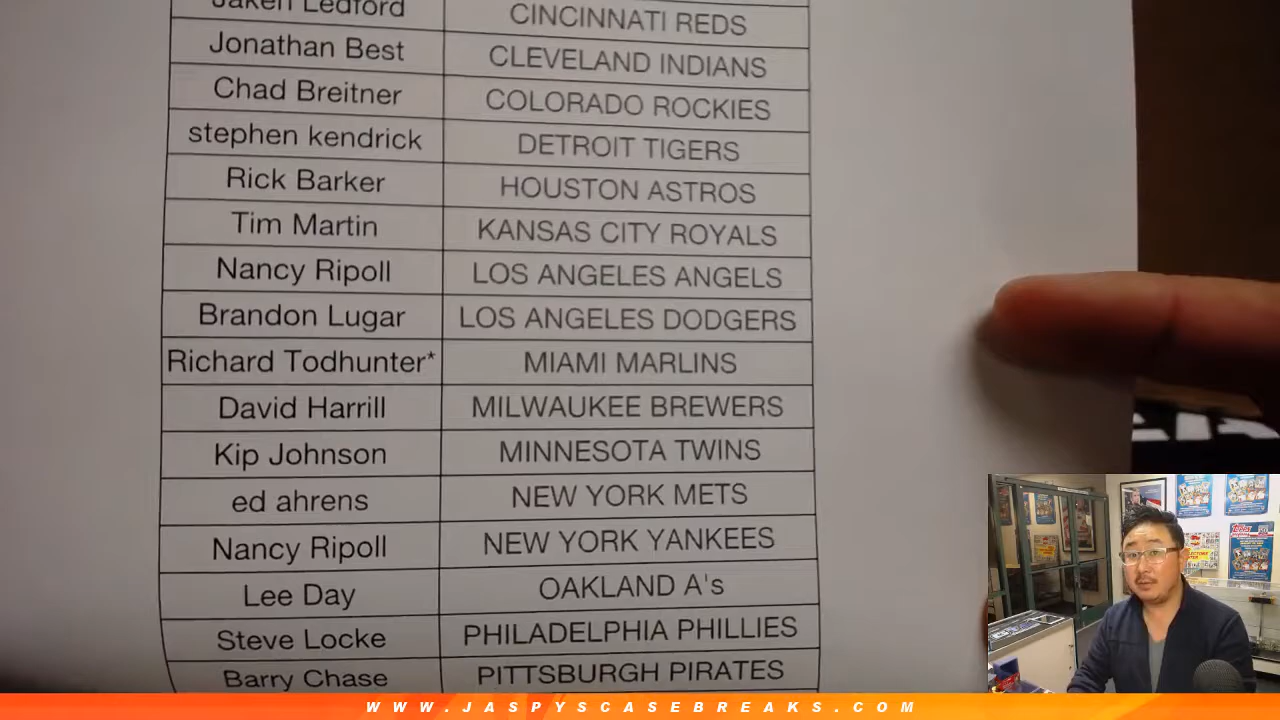 Jaken Ledford CINCINNATI REDS
Jonathan Best CLEVELAND INDIANS
Chad Breitner COLORADO ROCKIES
stephen kendrick DETROIT TIGERS
Rick Barker HOUSTON ASTROS
Tim Martin KANSAS CITY ROYALS
Nancy Ripoll LOS ANGELES ANGELS
Brandon Lugar LOS ANGELES DODGERS
Richard Todhunter* MIAMI MARLINS
David Harrill MILWAUKEE BREWERS
Kip Johnson MINNESOTA TWINS
ed ahrens NEW YORK METS
Nancy Ripoll NEW YORK YANKEES
Lee Day OAKLAND A's
Steve Locke PHILADELPHIA PHILLIES
Barry Chase PITTSBURGH PIRATES
Topps
WWW.JASPYSCASEBREAKS.COM